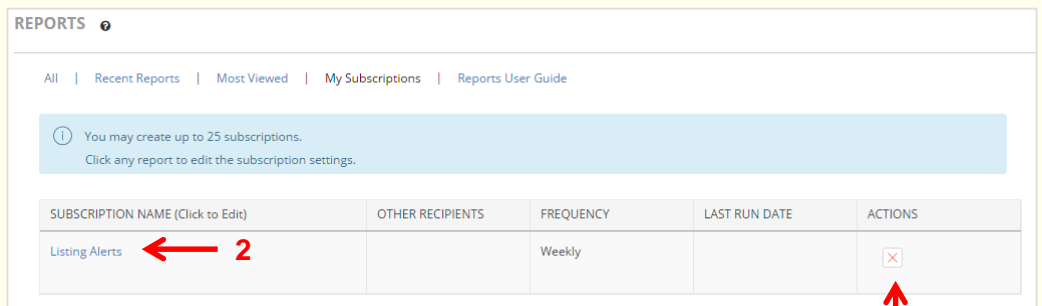 REPORTS ?
All | Recent Reports | Most Viewed | My Subscriptions | Reports User Guide
i You may create up to 25 subscriptions.
Click any report to edit the subscription settings.
SUBSCRIPTION NAME (Click to Edit) OTHER RECIPIENTS FREQUENCY LAST RUN DATE ACTIONS
Listing Alerts 2 Weekly